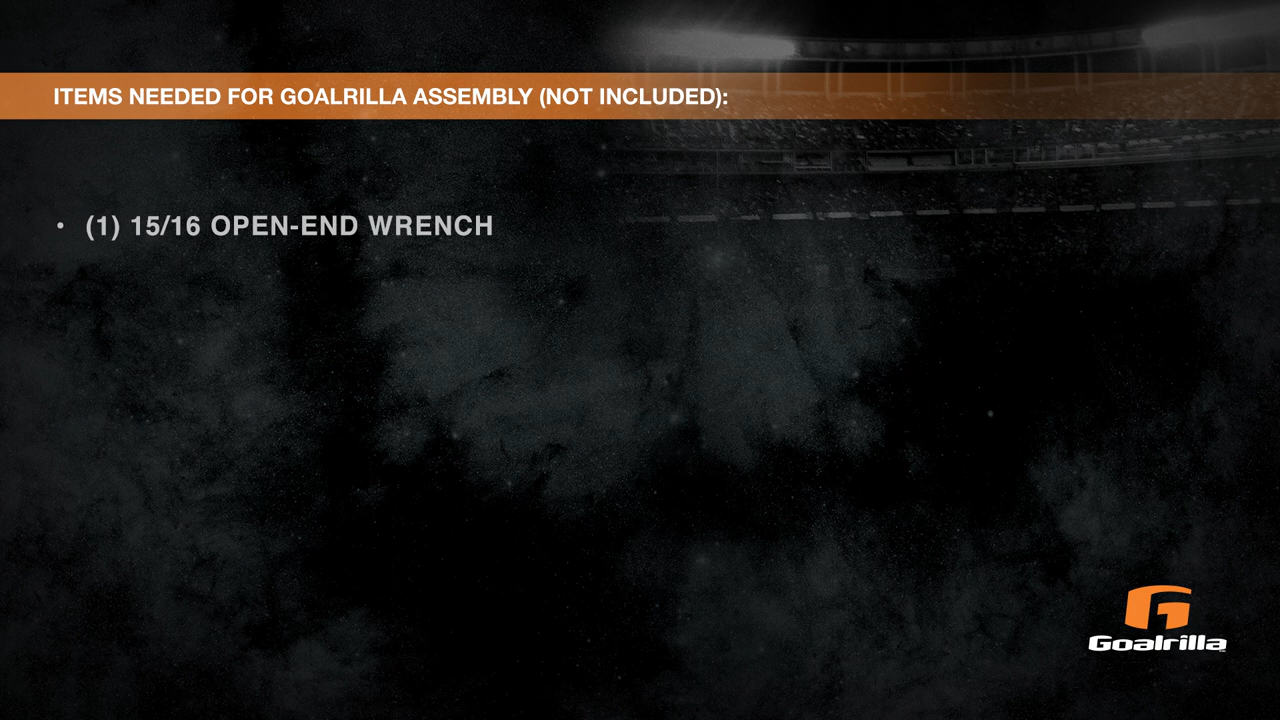 ITEMS NEEDED FOR GOALRILLA ASSEMBLY (NOT INCLUDED):
• (1) 15/16 OPEN-END WRENCH
G
Goalrilla